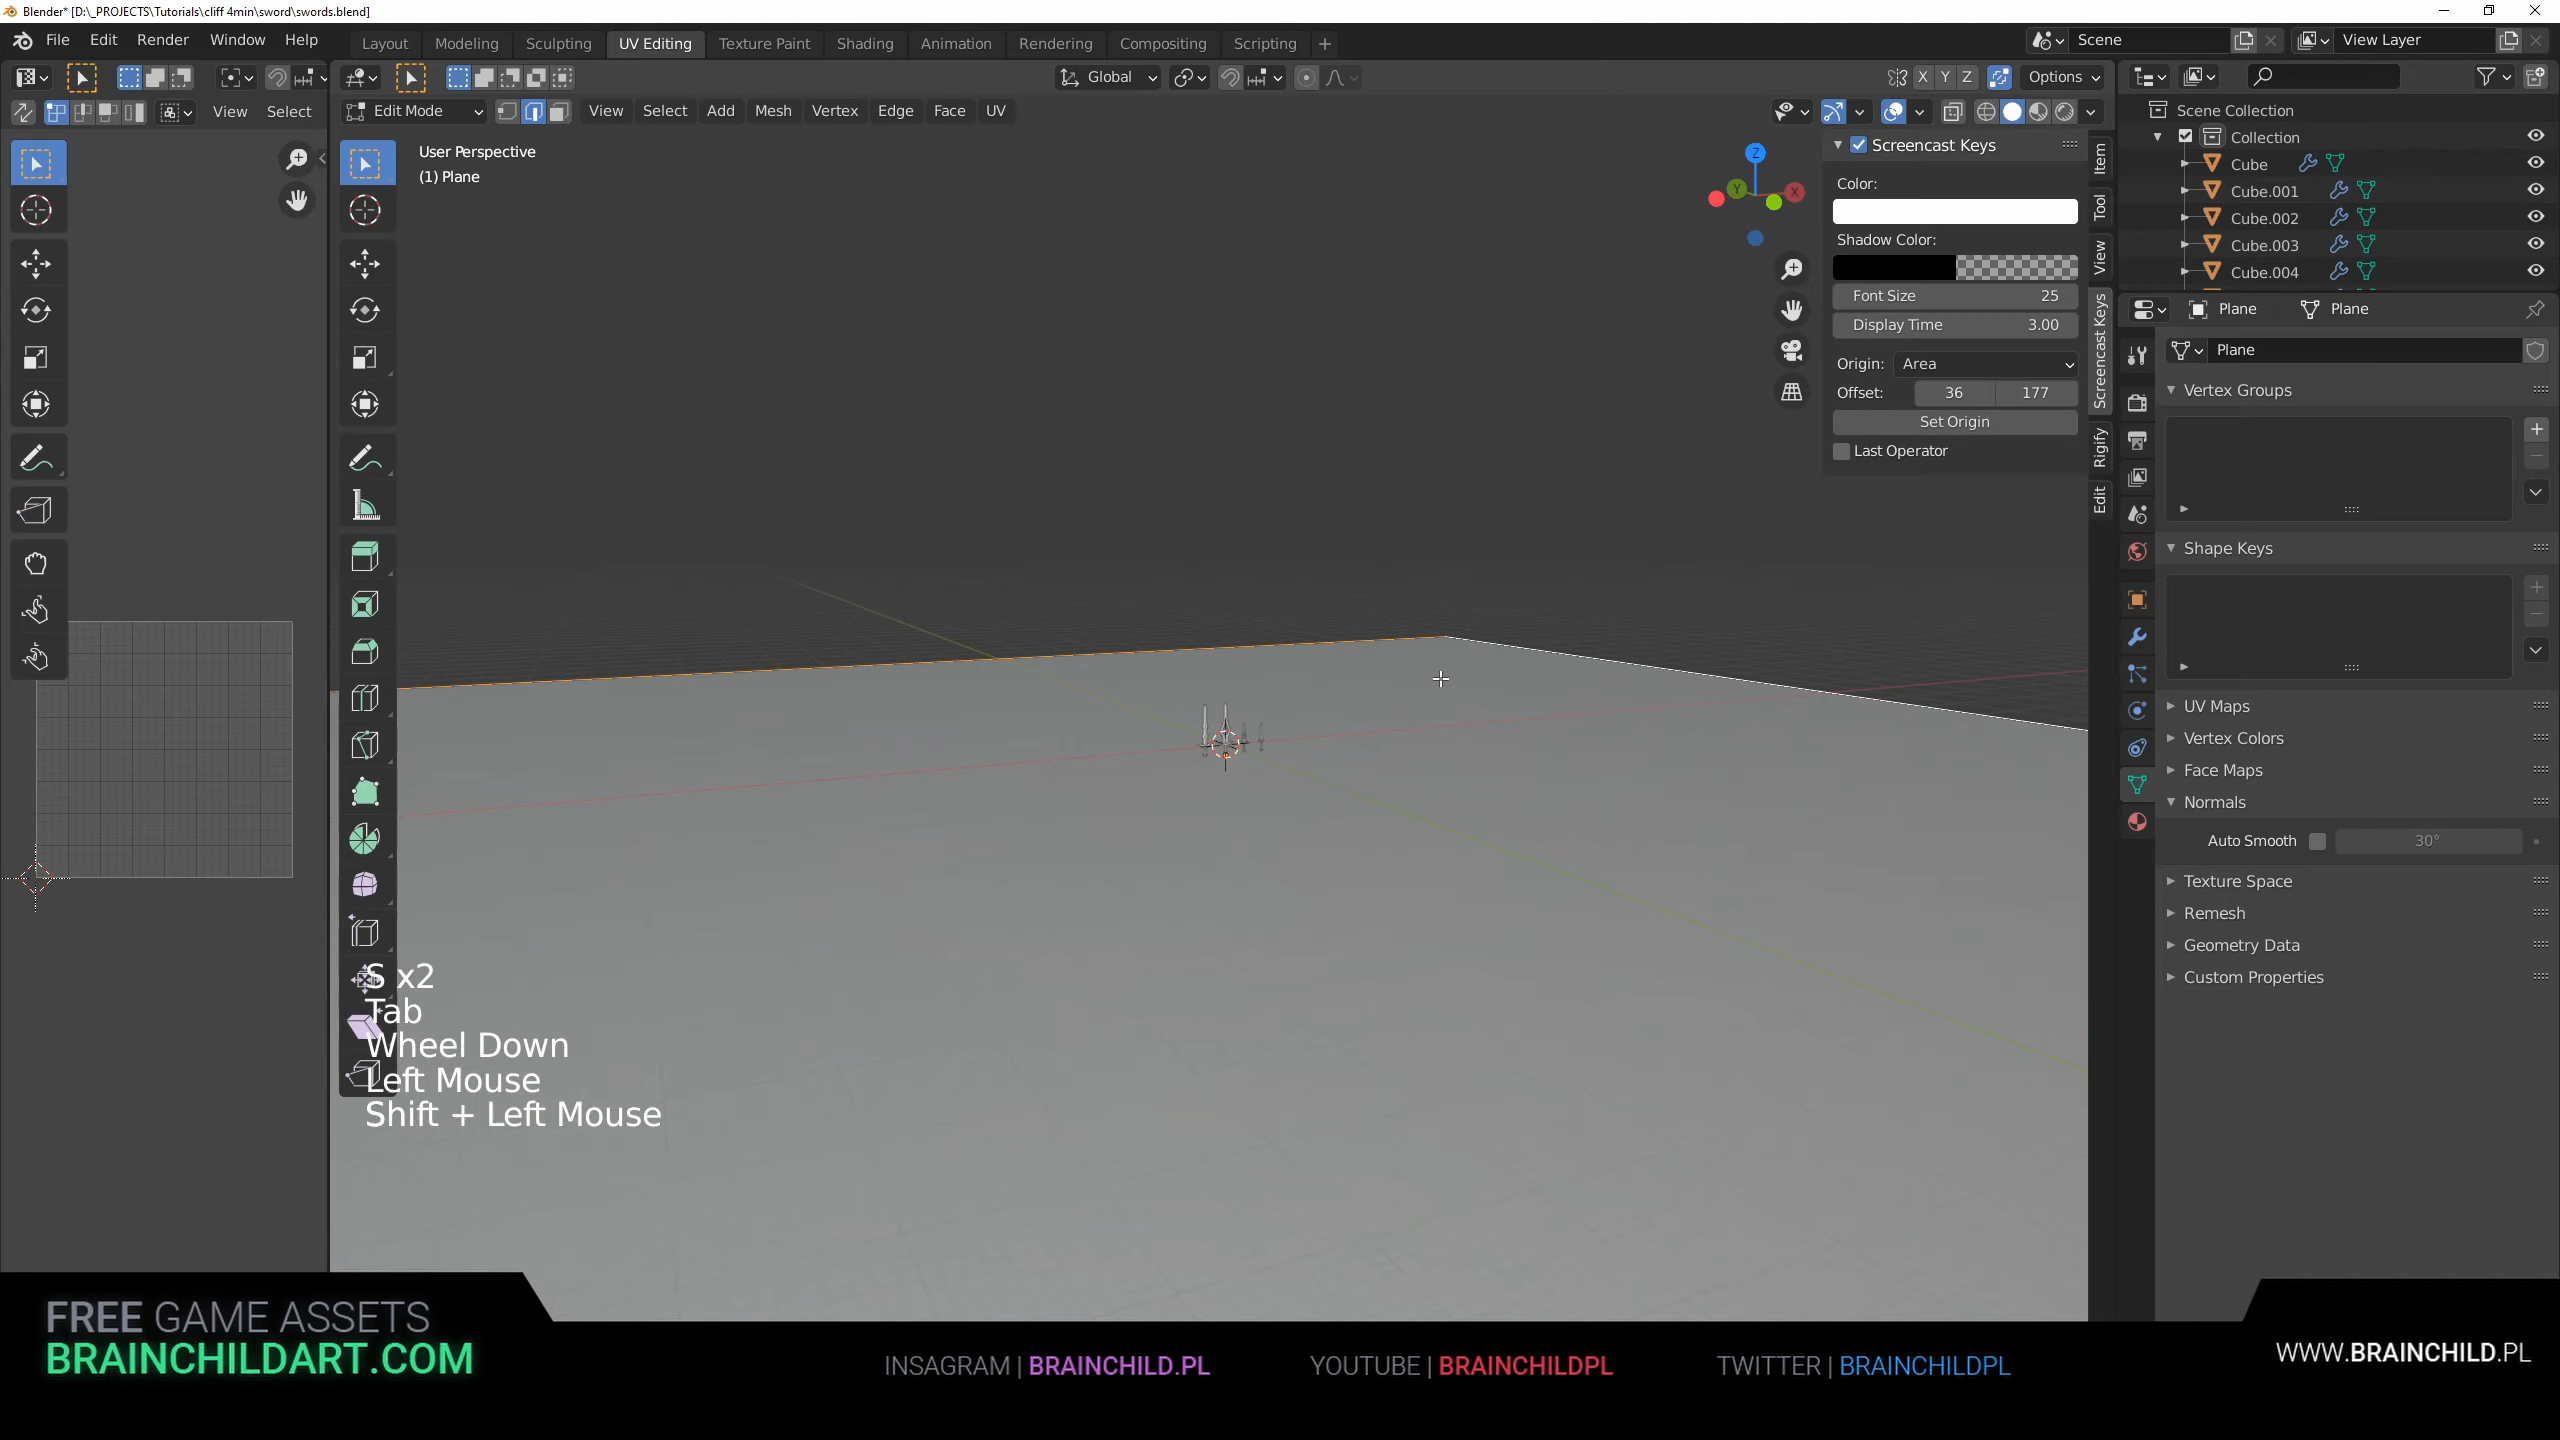 Blender* [D:\_PROJECTS\Tutorials\cliff 4min\sword\swords.blend]
File Edit Render Window Help Layout Modeling Sculpting UV Editing Texture Paint Shading Animation Rendering Compositing Scripting + Scene View Layer
Global X Y Z Options
View Select Edit Mode View Select Add Mesh Vertex Edge Face UV
User Perspective
(1) Plane
Z
Y
X
Screencast Keys
Color:
Shadow Color:
Font Size 25
Display Time 3.00
Origin: Area
Offset: 36 177
Set Origin
Last Operator
Item
Tool
View
Screencast Keys
Rigify
Edit
Scene Collection
Collection
Cube
Cube.001
Cube.002
Cube.003
Cube.004
Plane Plane
Plane
Vertex Groups
Shape Keys
UV Maps
Vertex Colors
Face Maps
Normals
Auto Smooth 30°
Texture Space
Remesh
Geometry Data
Custom Properties
S x2
Tab
Wheel Down
Left Mouse
Shift + Left Mouse
FREE GAME ASSETS
BRAINCHILDART.COM
INSAGRAM | BRAINCHILD.PL YOUTUBE | BRAINCHILDPL TWITTER | BRAINCHILDPL
WWW.BRAINCHILD.PL